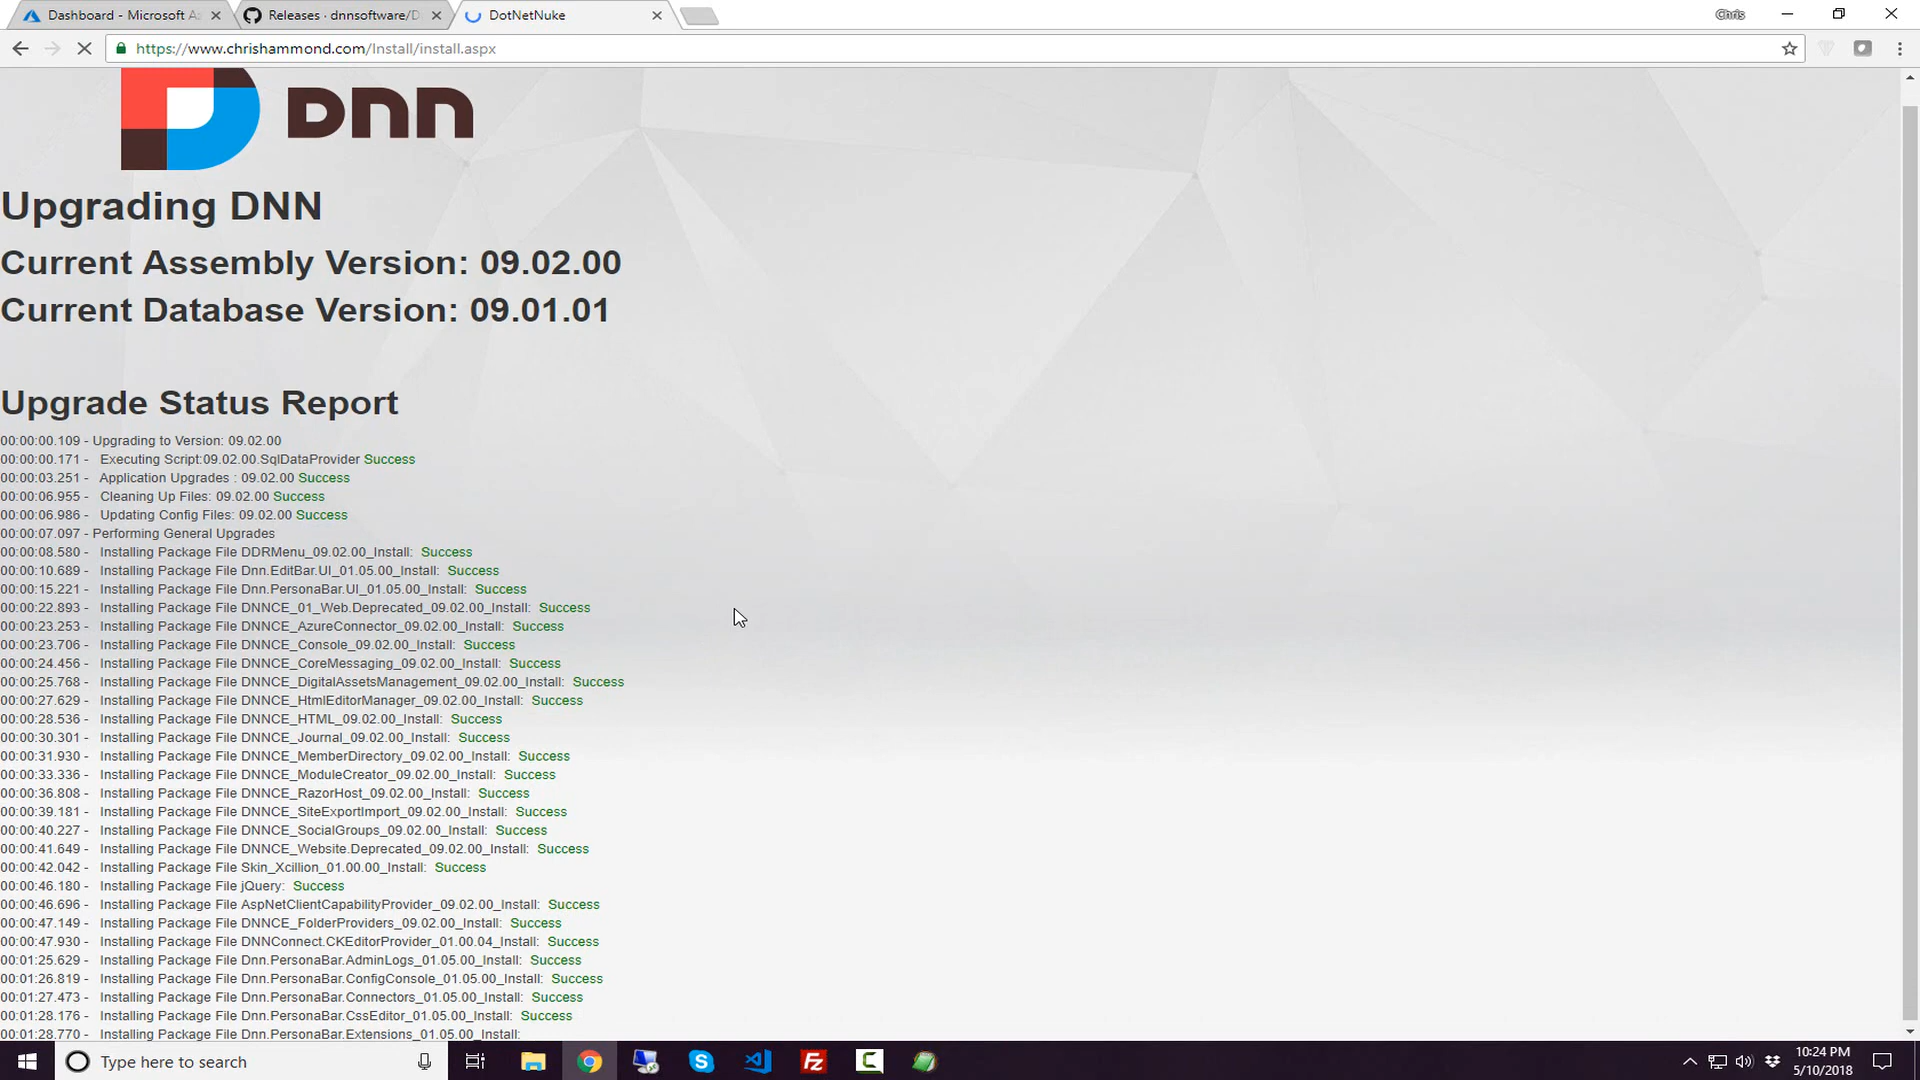 Dashboard - Microsoft A
Releases · dnnsoftware/D
DotNetNuke
Chris
https://www.chrishammond.com/Install/install.aspx
dnn
Upgrading DNN
Current Assembly Version: 09.02.00
Current Database Version: 09.01.01
Upgrade Status Report
00:00:00.109 - Upgrading to Version: 09.02.00
00:00:00.171 - Executing Script:09.02.00.SqlDataProvider Success
00:00:03.251 - Application Upgrades : 09.02.00 Success
00:00:06.955 - Cleaning Up Files: 09.02.00 Success
00:00:06.986 - Updating Config Files: 09.02.00 Success
00:00:07.097 - Performing General Upgrades
00:00:08.580 - Installing Package File DDRMenu_09.02.00_Install: Success
00:00:10.689 - Installing Package File Dnn.EditBar.UI_01.05.00_Install: Success
00:00:15.221 - Installing Package File Dnn.PersonaBar.UI_01.05.00_Install: Success
00:00:22.893 - Installing Package File DNNCE_01_Web.Deprecated_09.02.00_Install: Success
00:00:23.253 - Installing Package File DNNCE_AzureConnector_09.02.00_Install: Success
00:00:23.706 - Installing Package File DNNCE_Console_09.02.00_Install: Success
00:00:24.456 - Installing Package File DNNCE_CoreMessaging_09.02.00_Install: Success
00:00:25.768 - Installing Package File DNNCE_DigitalAssetsManagement_09.02.00_Install: Success
00:00:27.629 - Installing Package File DNNCE_HtmlEditorManager_09.02.00_Install: Success
00:00:28.536 - Installing Package File DNNCE_HTML_09.02.00_Install: Success
00:00:30.301 - Installing Package File DNNCE_Journal_09.02.00_Install: Success
00:00:31.930 - Installing Package File DNNCE_MemberDirectory_09.02.00_Install: Success
00:00:33.336 - Installing Package File DNNCE_ModuleCreator_09.02.00_Install: Success
00:00:36.808 - Installing Package File DNNCE_RazorHost_09.02.00_Install: Success
00:00:39.181 - Installing Package File DNNCE_SiteExportImport_09.02.00_Install: Success
00:00:40.227 - Installing Package File DNNCE_SocialGroups_09.02.00_Install: Success
00:00:41.649 - Installing Package File DNNCE_Website.Deprecated_09.02.00_Install: Success
00:00:42.042 - Installing Package File Skin_Xcillion_01.00.00_Install: Success
00:00:46.180 - Installing Package File jQuery: Success
00:00:46.696 - Installing Package File AspNetClientCapabilityProvider_09.02.00_Install: Success
00:00:47.149 - Installing Package File DNNCE_FolderProviders_09.02.00_Install: Success
00:00:47.930 - Installing Package File DNNConnect.CKEditorProvider_01.00.04_Install: Success
00:01:25.629 - Installing Package File Dnn.PersonaBar.AdminLogs_01.05.00_Install: Success
00:01:26.819 - Installing Package File Dnn.PersonaBar.ConfigConsole_01.05.00_Install: Success
00:01:27.473 - Installing Package File Dnn.PersonaBar.Connectors_01.05.00_Install: Success
00:01:28.176 - Installing Package File Dnn.PersonaBar.CssEditor_01.05.00_Install: Success
00:01:28.770 - Installing Package File Dnn.PersonaBar.Extensions_01.05.00_Install:
Type here to search
10:24 PM
5/10/2018